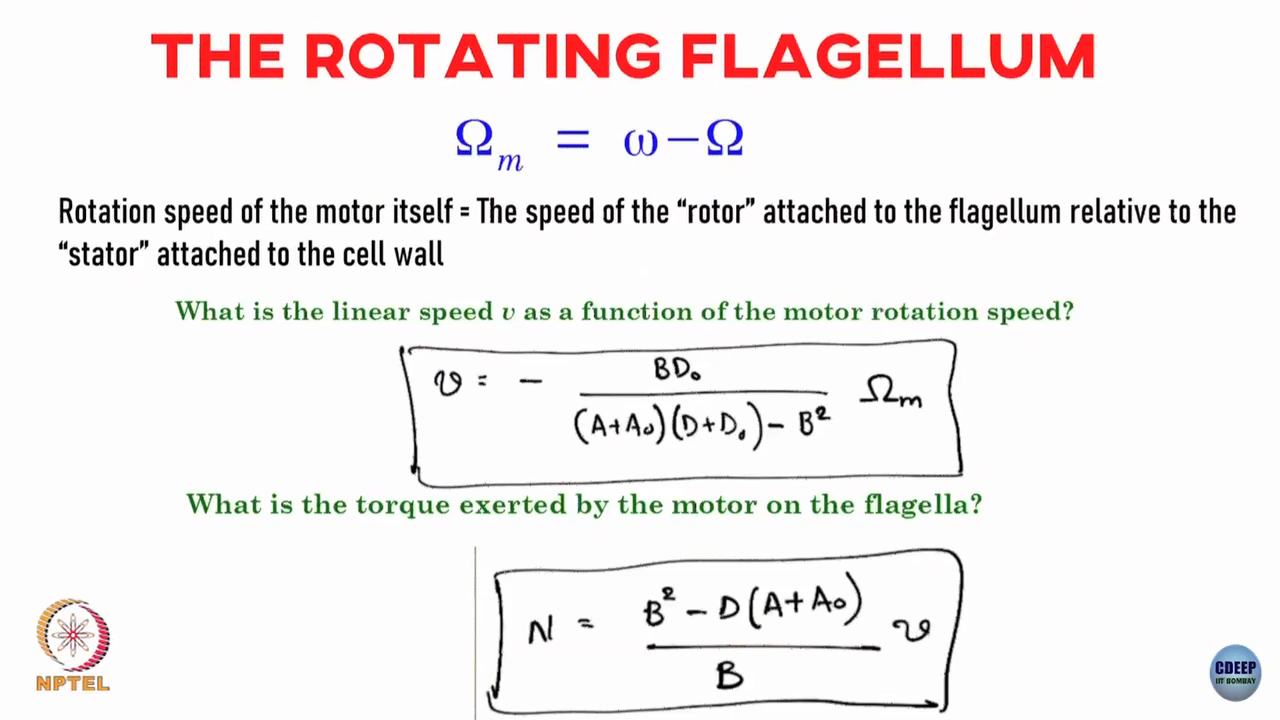 THE ROTATING FLAGELLUM
Ωₘ = ω−Ω
Rotation speed of the motor itself = The speed of the “rotor” attached to the flagellum relative to the
“stator” attached to the cell wall
What is the linear speed v as a function of the motor rotation speed?
v = − BD₀ / ((A+A₀)(D+D₀) − B²) Ωₘ
What is the torque exerted by the motor on the flagella?
N = (B² − D(A+A₀)) / B v
NPTEL
CDEEP
IIT BOMBAY